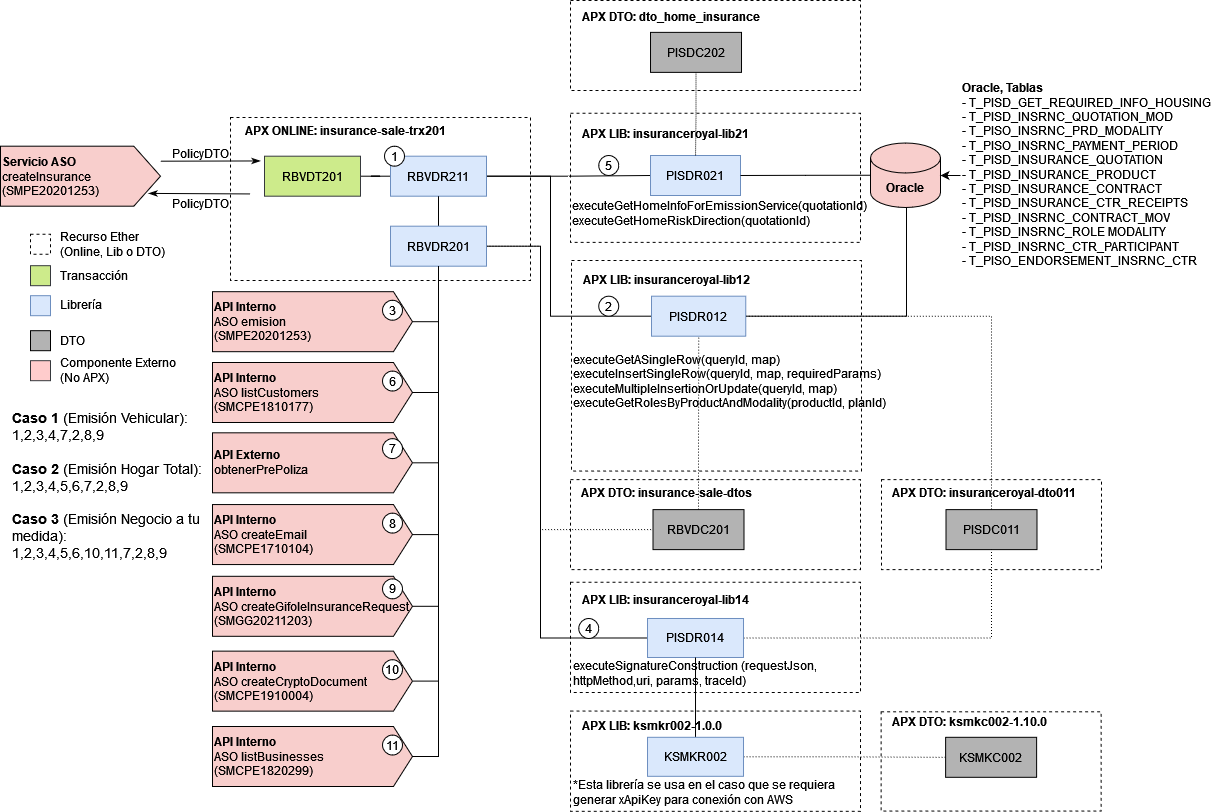 APX DTO: dto_home_insurance
PISDC202
Oracle, Tablas
- T_PISD_GET_REQUIRED_INFO_HOUSING
- T_PISD_INSRNC_QUOTATION_MOD
- T_PISO_INSRNC_PRD_MODALITY
- T_PISO_INSRNC_PAYMENT_PERIOD
- T_PISD_INSURANCE_QUOTATION
- T_PISD_INSURANCE_PRODUCT
- T_PISD_INSURANCE_CONTRACT
- T_PISD_INSURANCE_CTR_RECEIPTS
- T_PISD_INSRNC_CONTRACT_MOV
- T_PISD_INSRNC_ROLE MODALITY
- T_PISD_INSRNC_CTR_PARTICIPANT
- T_PISO_ENDORSEMENT_INSRNC_CTR
Servicio ASO
createInsurance
(SMPE20201253)
PolicyDTO
PolicyDTO
APX ONLINE: insurance-sale-trx201
RBVDT201
1
RBVDR211
RBVDR201
APX LIB: insuranceroyal-lib21
5
PISDR021
executeGetHomeInfoForEmissionService(quotationId)
executeGetHomeRiskDirection(quotationId)
Oracle
Recurso Ether
(Online, Lib o DTO)
Transacción
Librería
DTO
Componente Externo
(No APX)
APX LIB: insuranceroyal-lib12
2
PISDR012
executeGetASingleRow(queryId, map)
executeInsertSingleRow(queryId, map, requiredParams)
executeMultipleInsertionOrUpdate(queryId, map)
executeGetRolesByProductAndModality(productId, planId)
API Interno
ASO emision
(SMPE20201253)
3
API Interno
ASO listCustomers
(SMCPE1810177)
6
API Externo
obtenerPrePoliza
7
API Interno
ASO createEmail
(SMCPE1710104)
8
API Interno
ASO createGifoleInsuranceRequest
(SMGG20211203)
9
API Interno
ASO createCryptoDocument
(SMCPE1910004)
10
API Interno
ASO listBusinesses
(SMCPE1820299)
11
Caso 1 (Emisión Vehicular):
1,2,3,4,7,2,8,9
Caso 2 (Emisión Hogar Total):
1,2,3,4,5,6,7,2,8,9
Caso 3 (Emisión Negocio a tu
medida):
1,2,3,4,5,6,10,11,7,2,8,9
APX DTO: insurance-sale-dtos
RBVDC201
APX DTO: insuranceroyal-dto011
PISDC011
APX LIB: insuranceroyal-lib14
4
PISDR014
executeSignatureConstruction (requestJson,
httpMethod,uri, params, traceId)
APX LIB: ksmkr002-1.0.0
KSMKR002
*Esta librería se usa en el caso que se requiera
generar xApiKey para conexión con AWS
APX DTO: ksmkc002-1.10.0
KSMKC002